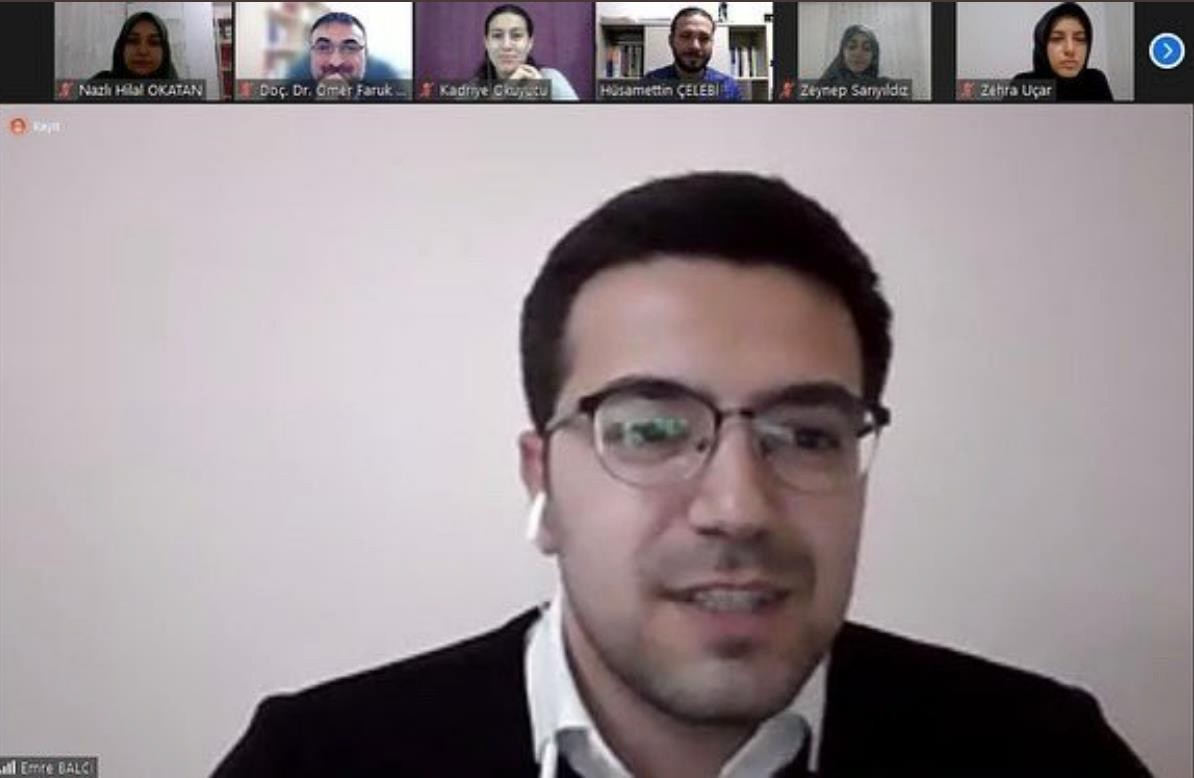 Nazlı Hilal OKATAN
Doç. Dr. Ömer Faruk ...
Kadriye Okuyucu
Hüsamettin ÇELEBİ
Zeynep Sarıyıldız
Zehra Uçar
Kayıt
Emre BALCI